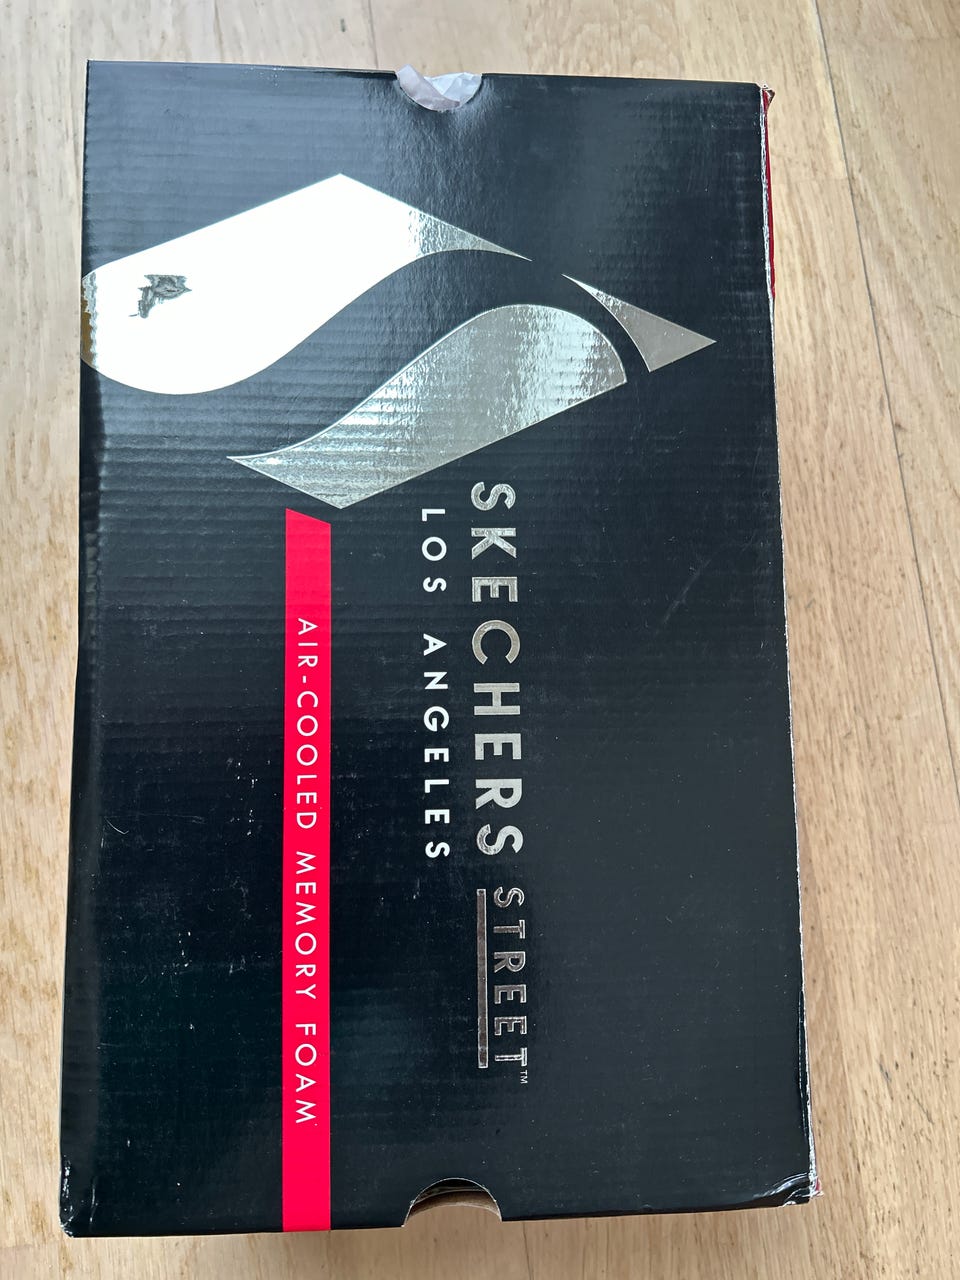 SKECHERS STREET™
LOS ANGELES
AIR-COOLED MEMORY FOAM